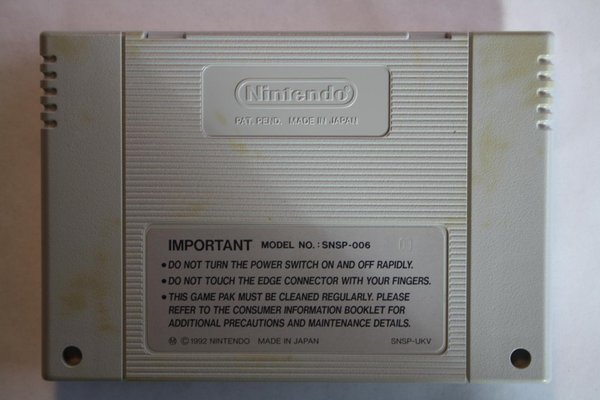 Nintendo®
PAT. PEND. MADE IN JAPAN
IMPORTANT MODEL NO. : SNSP-006
• DO NOT TURN THE POWER SWITCH ON AND OFF RAPIDLY.
• DO NOT TOUCH THE EDGE CONNECTOR WITH YOUR FINGERS.
• THIS GAME PAK MUST BE CLEANED REGULARLY. PLEASE
REFER TO THE CONSUMER INFORMATION BOOKLET FOR
ADDITIONAL PRECAUTIONS AND MAINTENANCE DETAILS.
Ⓜ ©1992 NINTENDO MADE IN JAPAN SNSP-UKV